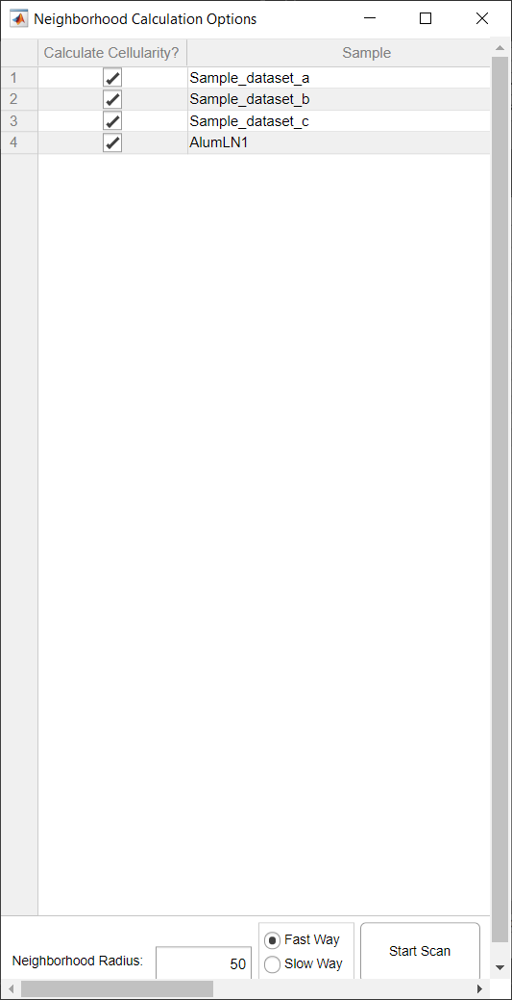 Neighborhood Calculation Options
Calculate Cellularity? Sample
1 Sample_dataset_a
2 Sample_dataset_b
3 Sample_dataset_c
4 AlumLN1
Fast Way
Start Scan
Neighborhood Radius: 50
Slow Way